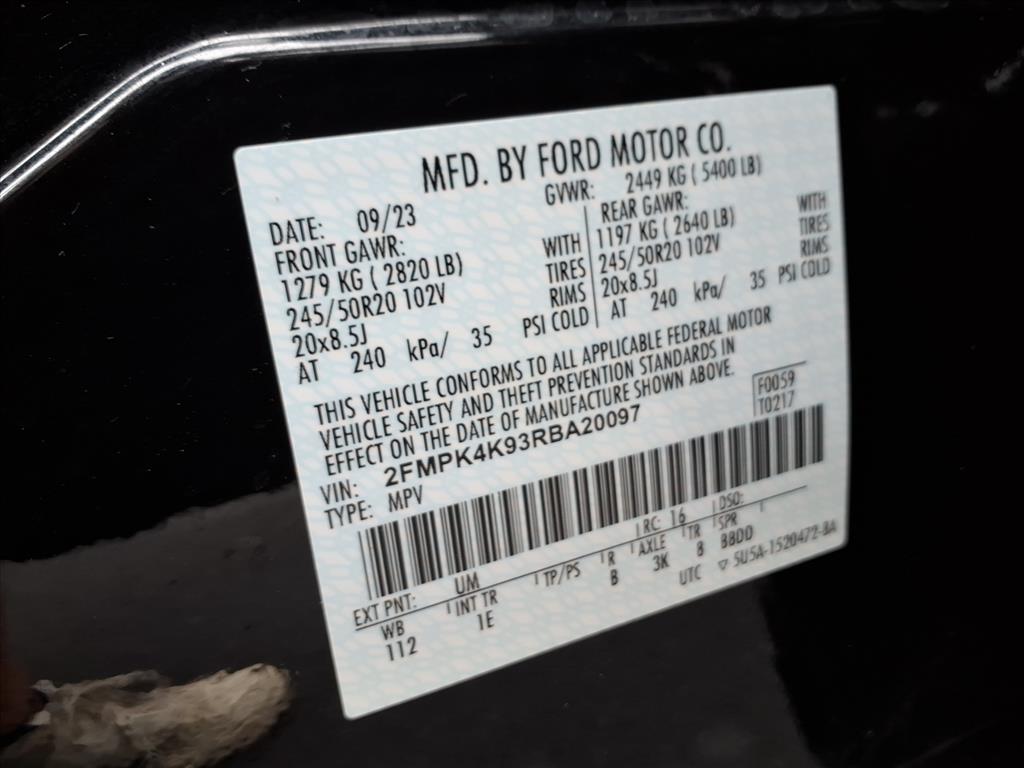 MFD. BY FORD MOTOR CO.
DATE: 09/23 GVWR: 2449 KG ( 5400 LB)
FRONT GAWR: REAR GAWR:
1279 KG ( 2820 LB) WITH 1197 KG ( 2640 LB) WITH
245/50R20 102V TIRES 245/50R20 102V TIRES
20x8.5J RIMS 20x8.5J RIMS
AT 240 kPa/ 35 PSI COLD AT 240 kPa/ 35 PSI COLD
THIS VEHICLE CONFORMS TO ALL APPLICABLE FEDERAL MOTOR
VEHICLE SAFETY AND THEFT PREVENTION STANDARDS IN
EFFECT ON THE DATE OF MANUFACTURE SHOWN ABOVE.
VIN: 2FMPK4K93RBA20097 F0059
TYPE: MPV T0217
EXT PNT: UM RC: 16 DSO:
WB INT TR TP/PS R AXLE TR SPR
112 1E B 3K B BBDD
UTC ▽ 5U5A-1520472-BA